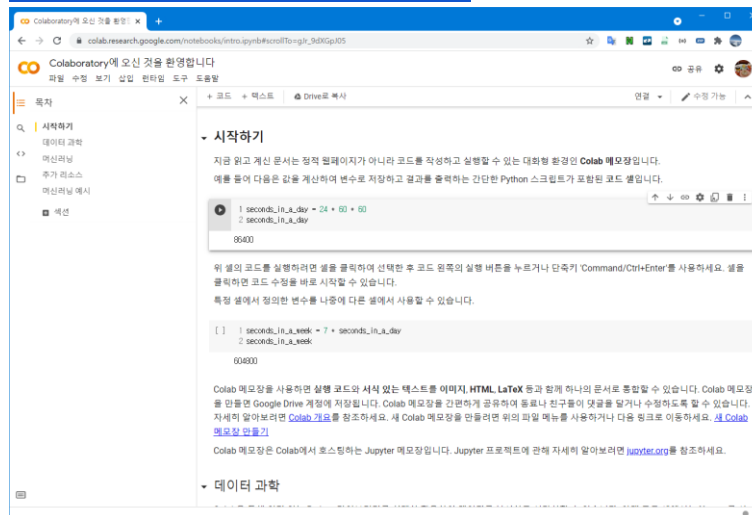 Colaboratory에 오신 것을 환영합
colab.research.google.com/notebooks/intro.ipynb#scrollTo=gJr_9dXGpJ05
Colaboratory에 오신 것을 환영합니다
파일 수정 보기 삽입 런타임 도구 도움말
공유
목차
+ 코드 + 텍스트 Drive로 복사
연결 수정 가능
시작하기
데이터 과학
머신러닝
추가 리소스
머신러닝 예시
섹션
시작하기
지금 읽고 계신 문서는 정적 웹페이지가 아니라 코드를 작성하고 실행할 수 있는 대화형 환경인 Colab 메모장입니다.
예를 들어 다음은 값을 계산하여 변수로 저장하고 결과를 출력하는 간단한 Python 스크립트가 포함된 코드 셀입니다.
1 seconds_in_a_day = 24 * 60 * 60
2 seconds_in_a_day
86400
위 셀의 코드를 실행하려면 셀을 클릭하여 선택한 후 코드 왼쪽의 실행 버튼을 누르거나 단축키 'Command/Ctrl+Enter'를 사용하세요. 셀을
클릭하면 코드 수정을 바로 시작할 수 있습니다.
특정 셀에서 정의한 변수를 나중에 다른 셀에서 사용할 수 있습니다.
[ ] 1 seconds_in_a_week = 7 * seconds_in_a_day
2 seconds_in_a_week
604800
Colab 메모장을 사용하면 실행 코드와 서식 있는 텍스트를 이미지, HTML, LaTeX 등과 함께 하나의 문서로 통합할 수 있습니다. Colab 메모장
을 만들면 Google Drive 계정에 저장됩니다. Colab 메모장을 간편하게 공유하여 동료나 친구들이 댓글을 달거나 수정하도록 할 수 있습니다.
자세히 알아보려면 Colab 개요를 참조하세요. 새 Colab 메모장을 만들려면 위의 파일 메뉴를 사용하거나 다음 링크로 이동하세요. 새 Colab
메모장 만들기
Colab 메모장은 Colab에서 호스팅하는 Jupyter 메모장입니다. Jupyter 프로젝트에 관해 자세히 알아보려면 jupyter.org를 참조하세요.
데이터 과학